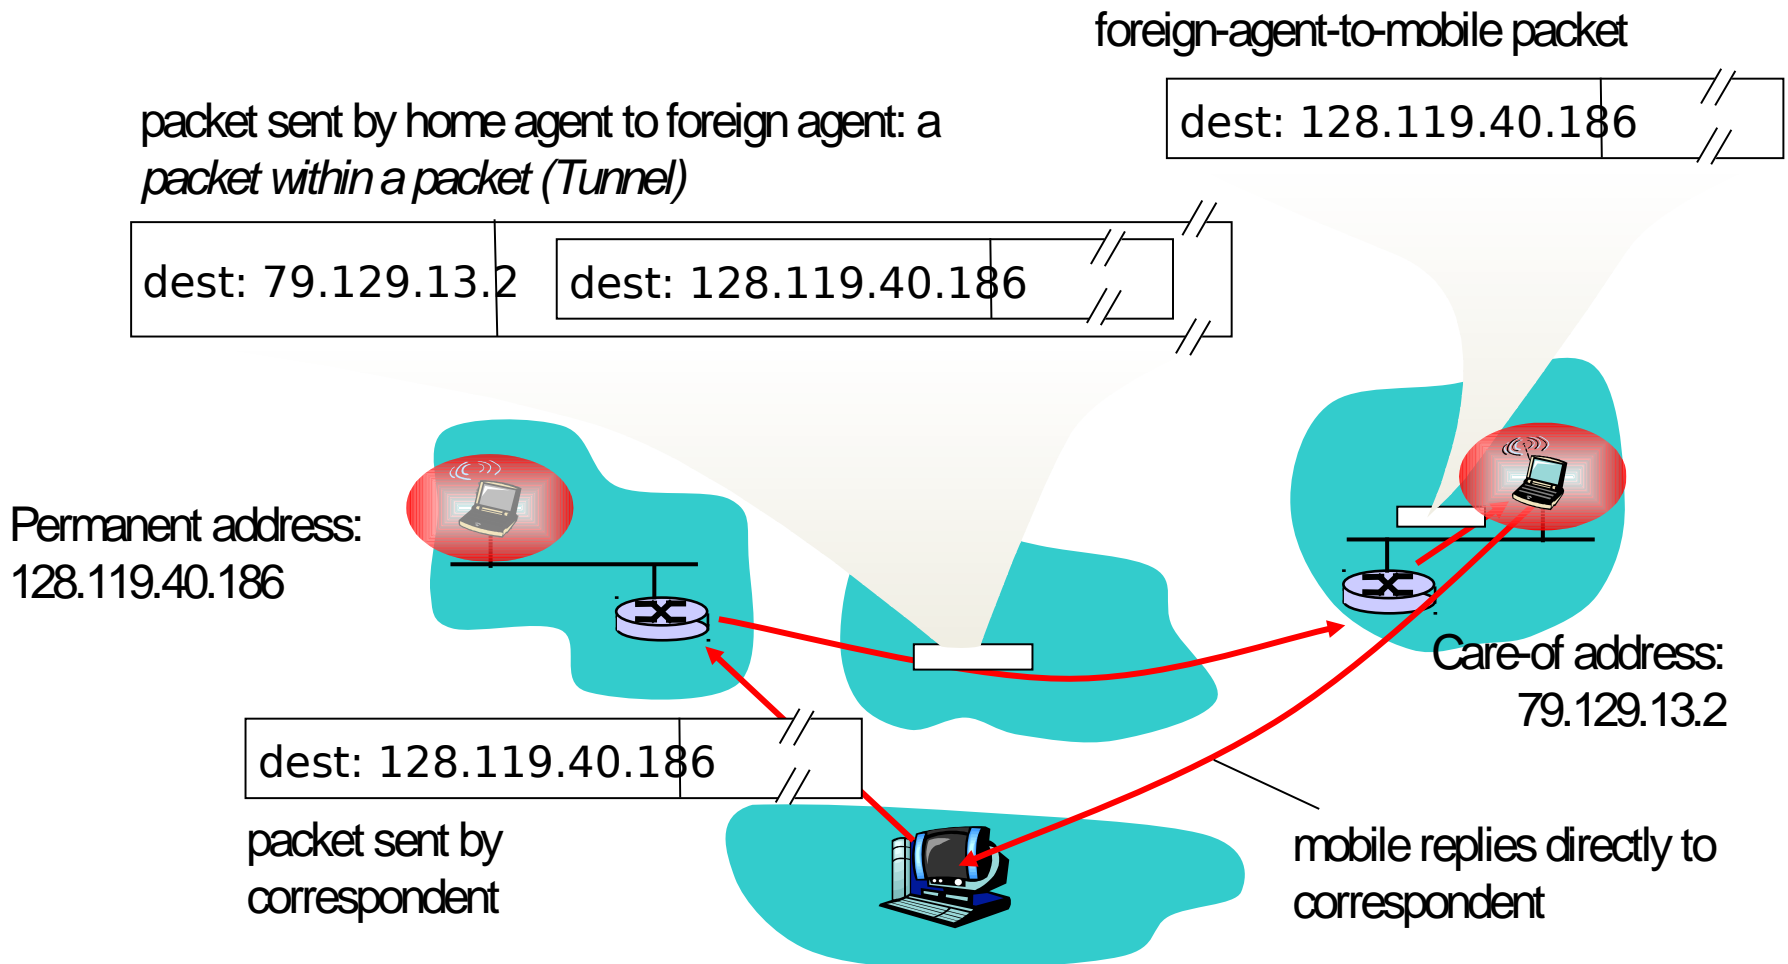 foreign-agent-to-mobile packet
dest: 128.119.40.186
packet sent by home agent to foreign agent: a
packet within a packet (Tunnel)
dest: 79.129.13.2
dest: 128.119.40.186
Permanent address:
128.119.40.186
Care-of address:
79.129.13.2
dest: 128.119.40.186
packet sent by
correspondent
mobile replies directly to
correspondent